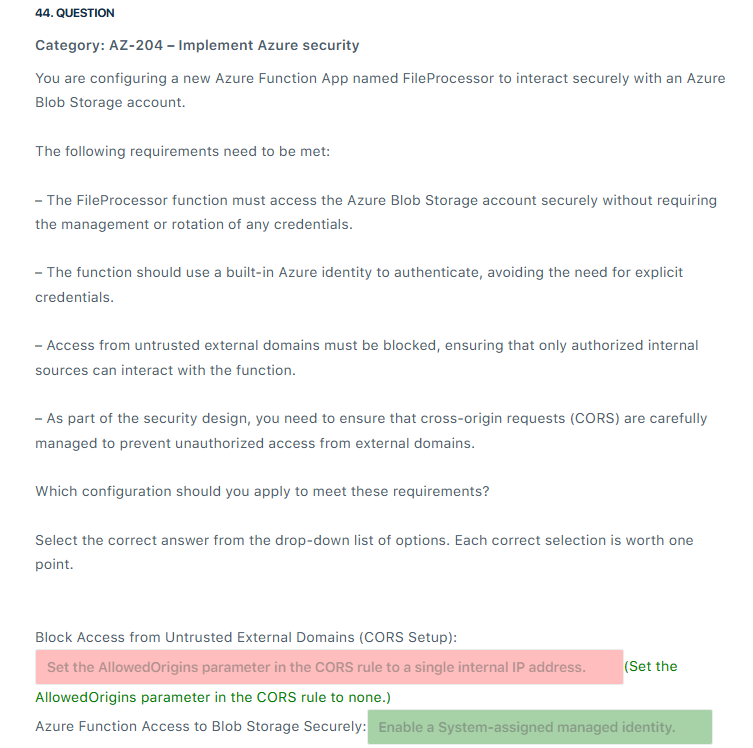 44. QUESTION
Category: AZ-204 – Implement Azure security
You are configuring a new Azure Function App named FileProcessor to interact securely with an Azure
Blob Storage account.
The following requirements need to be met:
– The FileProcessor function must access the Azure Blob Storage account securely without requiring
the management or rotation of any credentials.
– The function should use a built-in Azure identity to authenticate, avoiding the need for explicit
credentials.
– Access from untrusted external domains must be blocked, ensuring that only authorized internal
sources can interact with the function.
– As part of the security design, you need to ensure that cross-origin requests (CORS) are carefully
managed to prevent unauthorized access from external domains.
Which configuration should you apply to meet these requirements?
Select the correct answer from the drop-down list of options. Each correct selection is worth one
point.
Block Access from Untrusted External Domains (CORS Setup):
Set the AllowedOrigins parameter in the CORS rule to a single internal IP address. (Set the
AllowedOrigins parameter in the CORS rule to none.)
Azure Function Access to Blob Storage Securely: Enable a System-assigned managed identity.